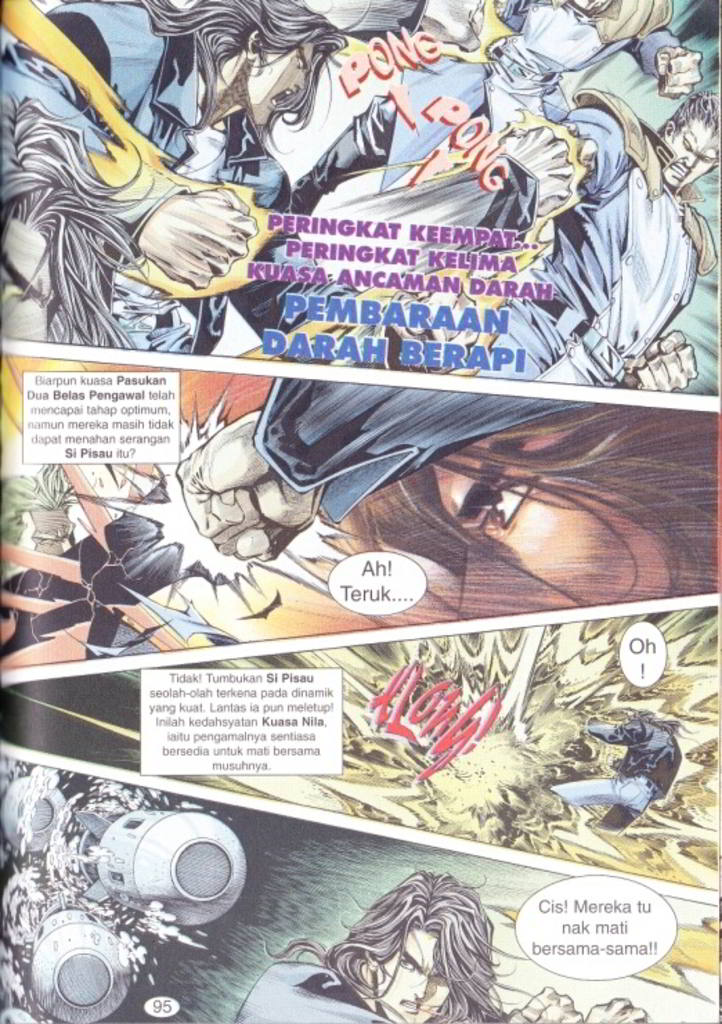 PONG
!
PONG
!
PERINGKAT KEEMPAT...
PERINGKAT KELIMA
KUASA ANCAMAN DARAH
PEMBARAAN
DARAH BERAPI
Biarpun kuasa Pasukan
Dua Belas Pengawal telah
mencapai tahap optimum,
namun mereka masih tidak
dapat menahan serangan
Si Pisau itu?
Ah!
Teruk....
Oh
!
Tidak! Tumbukan Si Pisau
seolah-olah terkena pada dinamik
yang kuat. Lantas ia pun meletup!
Inilah kedahsyatan Kuasa Nila,
iaitu pengamalnya sentiasa
bersedia untuk mati bersama
musuhnya.
Cis! Mereka tu
nak mati
bersama-sama!!
95